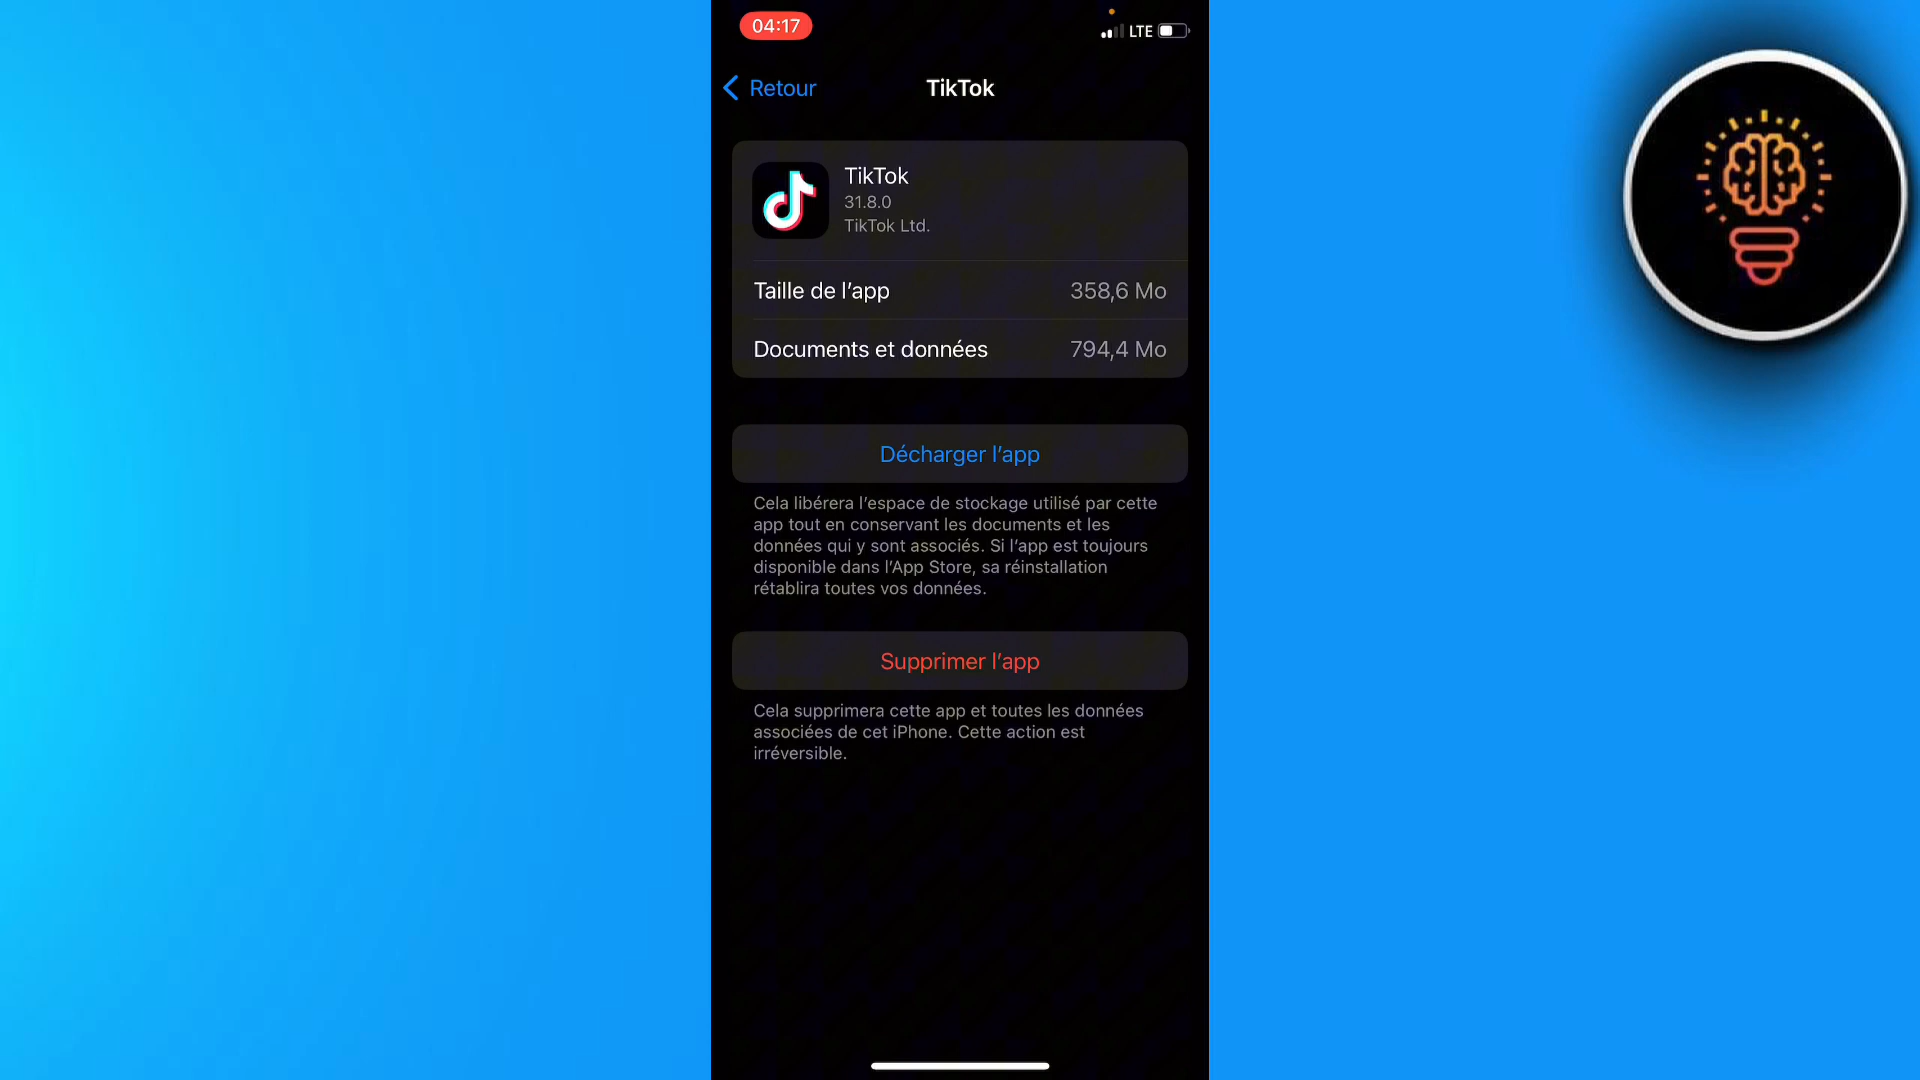 04:17
LTE
Retour
TikTok
TikTok
31.8.0
TikTok Ltd.
Taille de l’app 358,6 Mo
Documents et données 794,4 Mo
Décharger l’app
Cela libérera l’espace de stockage utilisé par cette
app tout en conservant les documents et les
données qui y sont associés. Si l’app est toujours
disponible dans l’App Store, sa réinstallation
rétablira toutes vos données.
Supprimer l’app
Cela supprimera cette app et toutes les données
associées de cet iPhone. Cette action est
irréversible.